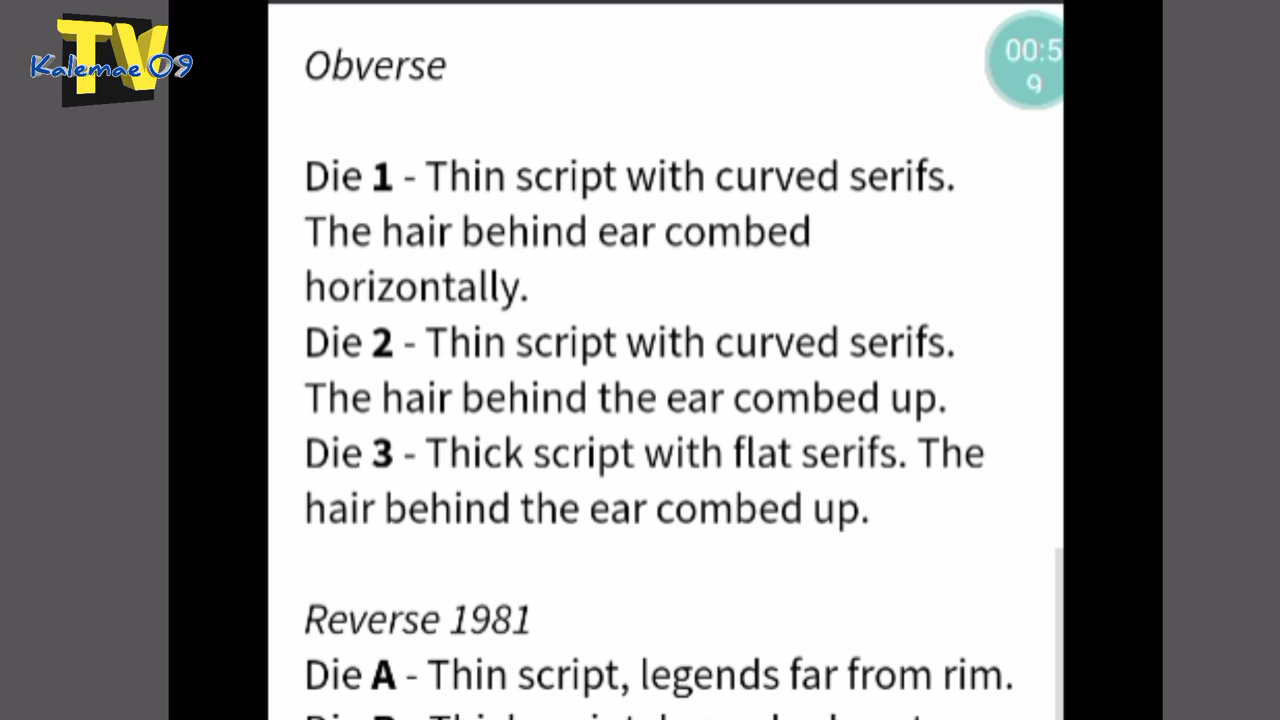 TV
Kalemae 09
00:5
9
Obverse
Die 1 - Thin script with curved serifs.
The hair behind ear combed
horizontally.
Die 2 - Thin script with curved serifs.
The hair behind the ear combed up.
Die 3 - Thick script with flat serifs. The
hair behind the ear combed up.
Reverse 1981
Die A - Thin script, legends far from rim.